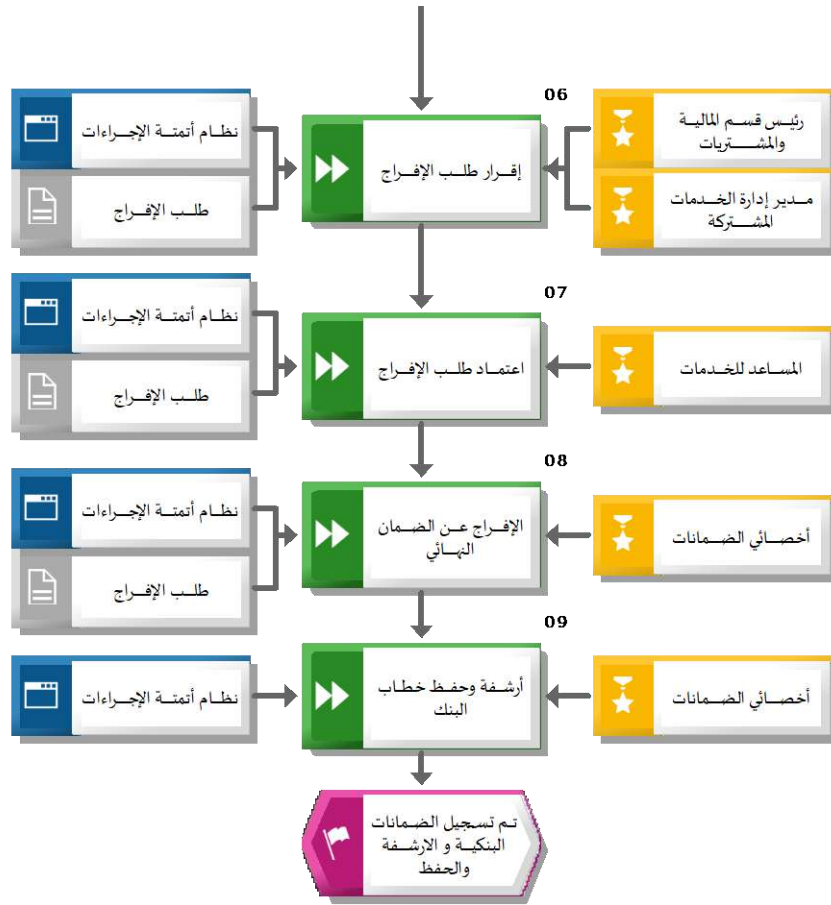 06
رئيس قسم المالية
والمشتريات
مدير إدارة الخدمات
المشتركة
إقرار طلب الإفراج
نظام أتمتة الإجراءات
طلب الإفراج
07
المساعد للخدمات
اعتماد طلب الإفراج
نظام أتمتة الإجراءات
طلب الإفراج
08
أخصائي الضمانات
الإفراج عن الضمان
النهائي
نظام أتمتة الإجراءات
طلب الإفراج
09
أخصائي الضمانات
أرشفة وحفظ خطاب
البنك
نظام أتمتة الإجراءات
تم تسجيل الضمانات
البنكية و الارشفة
والحفظ